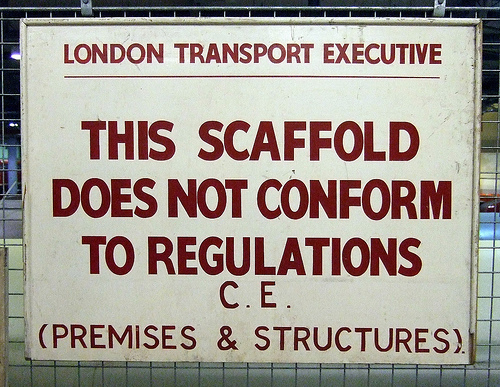 LONDON TRANSPORT EXECUTIVE
THIS SCAFFOLD
DOES NOT CONFORM
TO REGULATIONS
C. E.
(PREMISES & STRUCTURES).